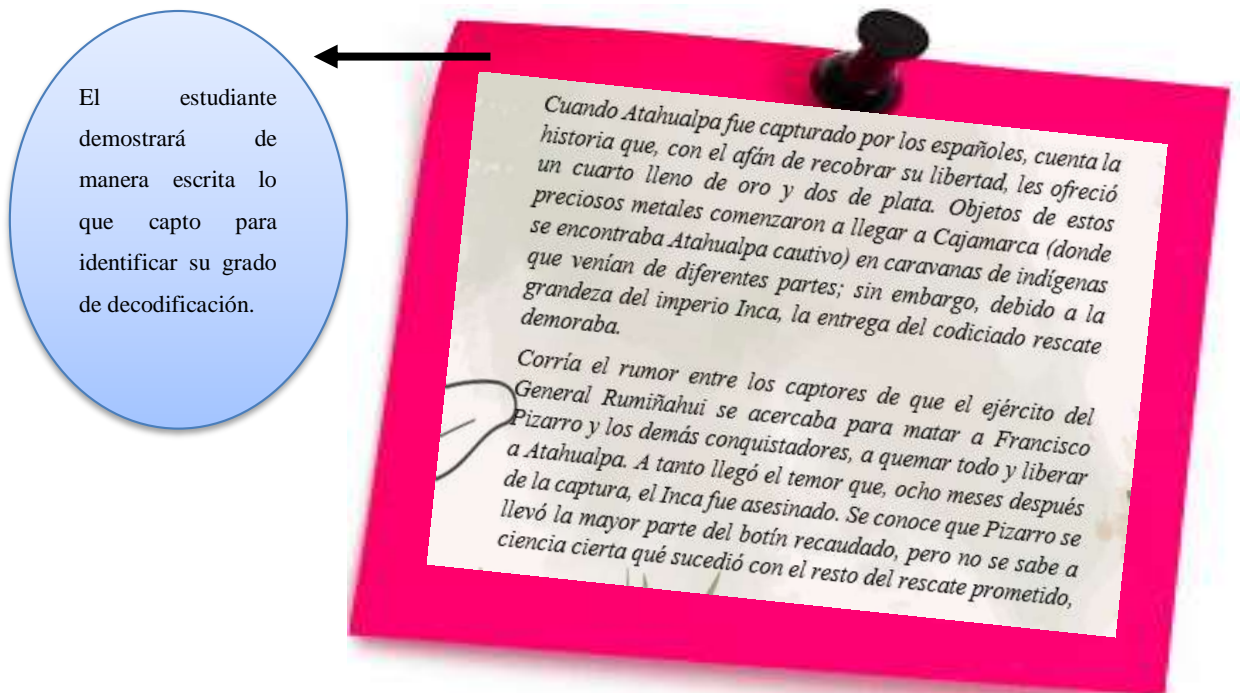 El estudiante
demostrará de
manera escrita lo
que capto para
identificar su grado
de decodificación.
Cuando Atahualpa fue capturado por los españoles, cuenta la
historia que, con el afán de recobrar su libertad, les ofreció
un cuarto lleno de oro y dos de plata. Objetos de estos
preciosos metales comenzaron a llegar a Cajamarca (donde
se encontraba Atahualpa cautivo) en caravanas de indígenas
que venían de diferentes partes; sin embargo, debido a la
grandeza del imperio Inca, la entrega del codiciado rescate
demoraba.
Corría el rumor entre los captores de que el ejército del
General Rumiñahui se acercaba para matar a Francisco
Pizarro y los demás conquistadores, a quemar todo y liberar
a Atahualpa. A tanto llegó el temor que, ocho meses después
de la captura, el Inca fue asesinado. Se conoce que Pizarro se
llevó la mayor parte del botín recaudado, pero no se sabe a
ciencia cierta qué sucedió con el resto del rescate prometido,